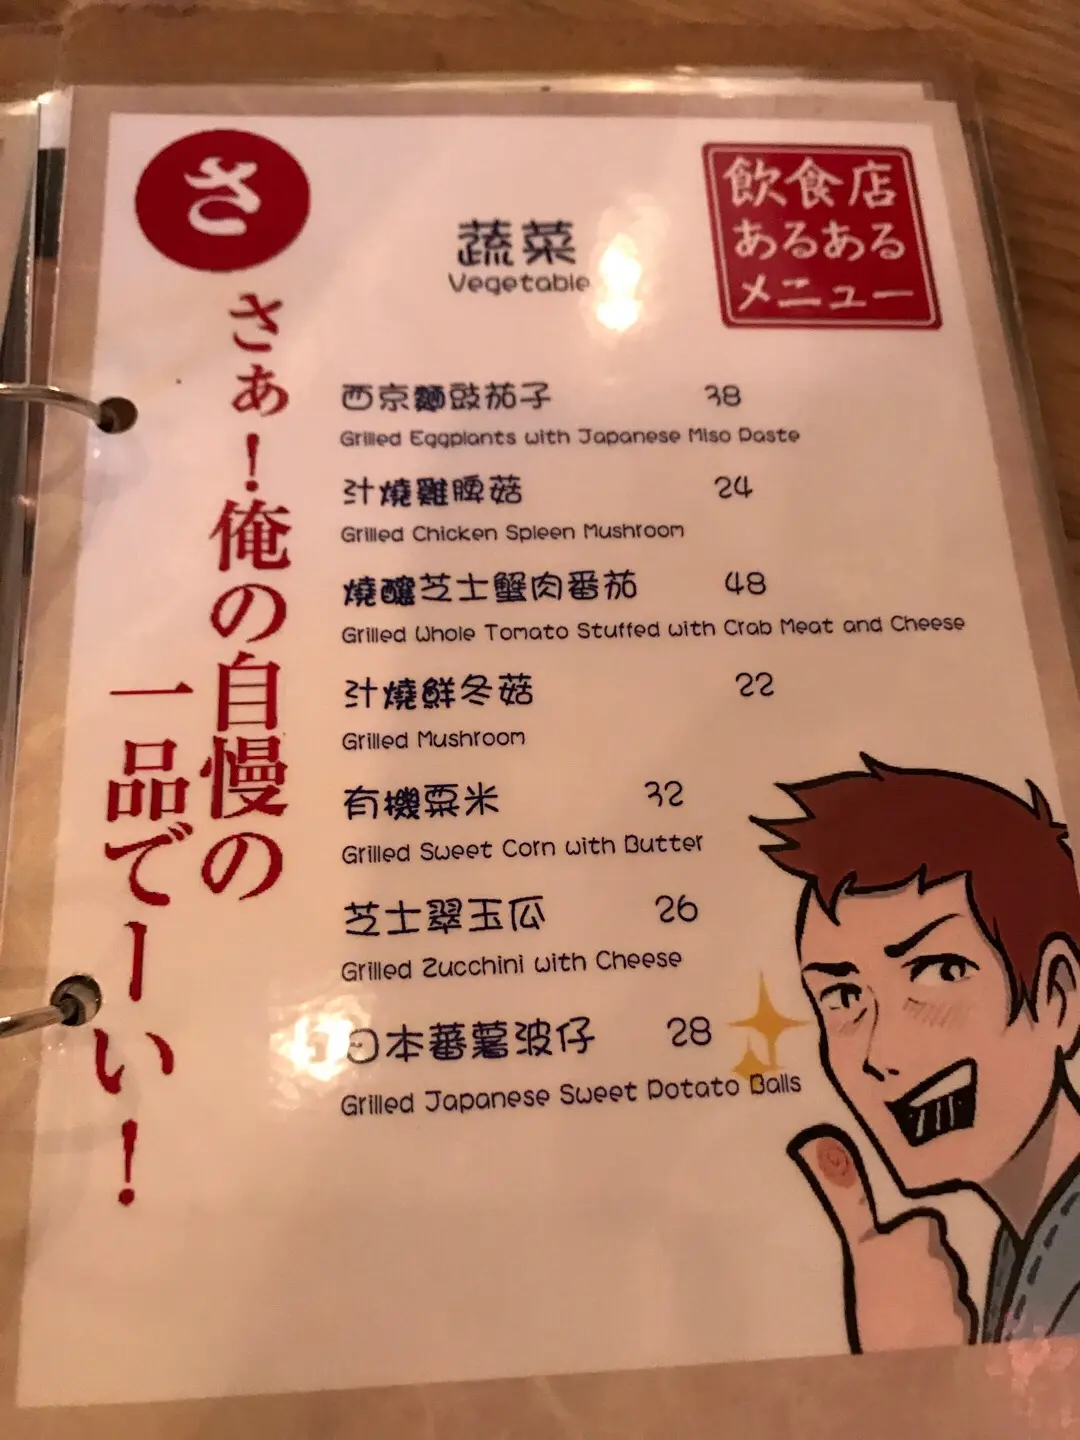 さ
さぁ！俺の自慢の
一品でーい！
飲食店
あるある
メニュー
蔬菜
Vegetable
西京麵豉茄子 38
Grilled Eggplants with Japanese Miso Paste
汁燒雞脾菇 24
Grilled Chicken Spleen Mushroom
燒釀芝士蟹肉番茄 48
Grilled Whole Tomato Stuffed with Crab Meat and Cheese
汁燒鮮冬菇 22
Grilled Mushroom
有機粟米 32
Grilled Sweet Corn with Butter
芝士翠玉瓜 26
Grilled Zucchini with Cheese
日本蕃薯波仔 28
Grilled Japanese Sweet Potato Balls